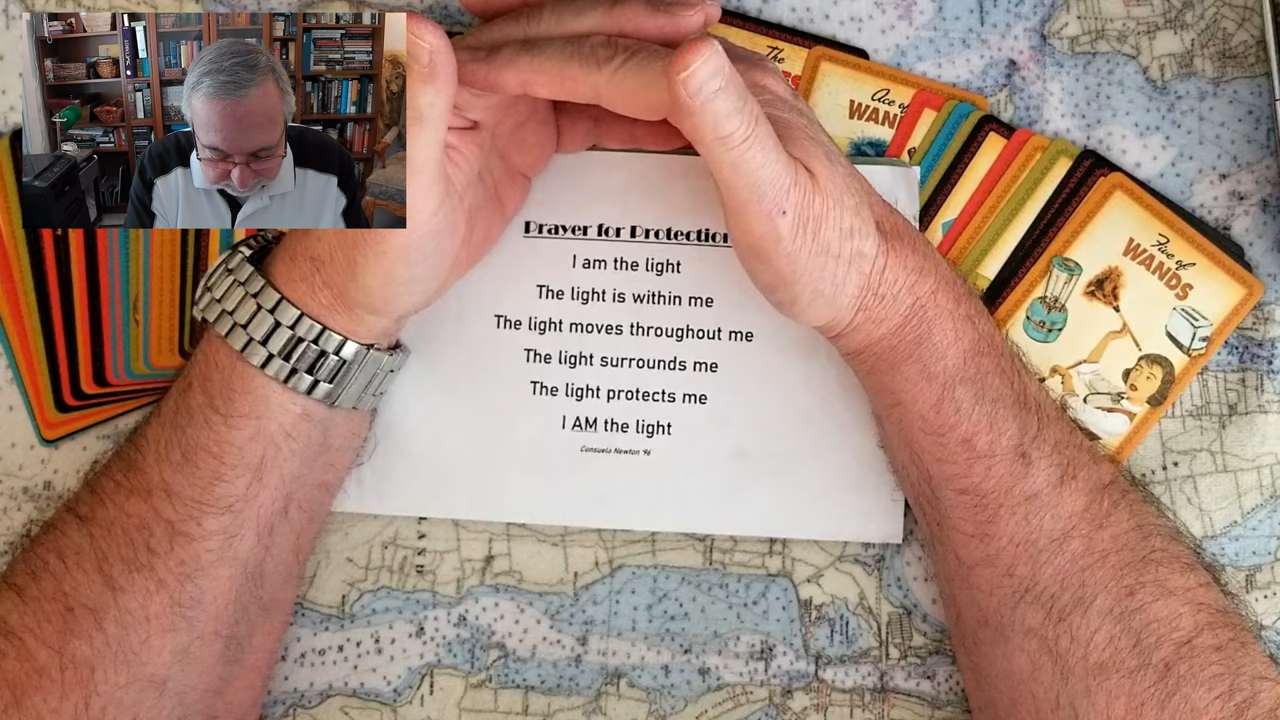 Prayer for Protection
I am the light
The light is within me
The light moves throughout me
The light surrounds me
The light protects me
I AM the light
Consuelo Newton '96
The
Ace of
WAN
Five of
WANDS